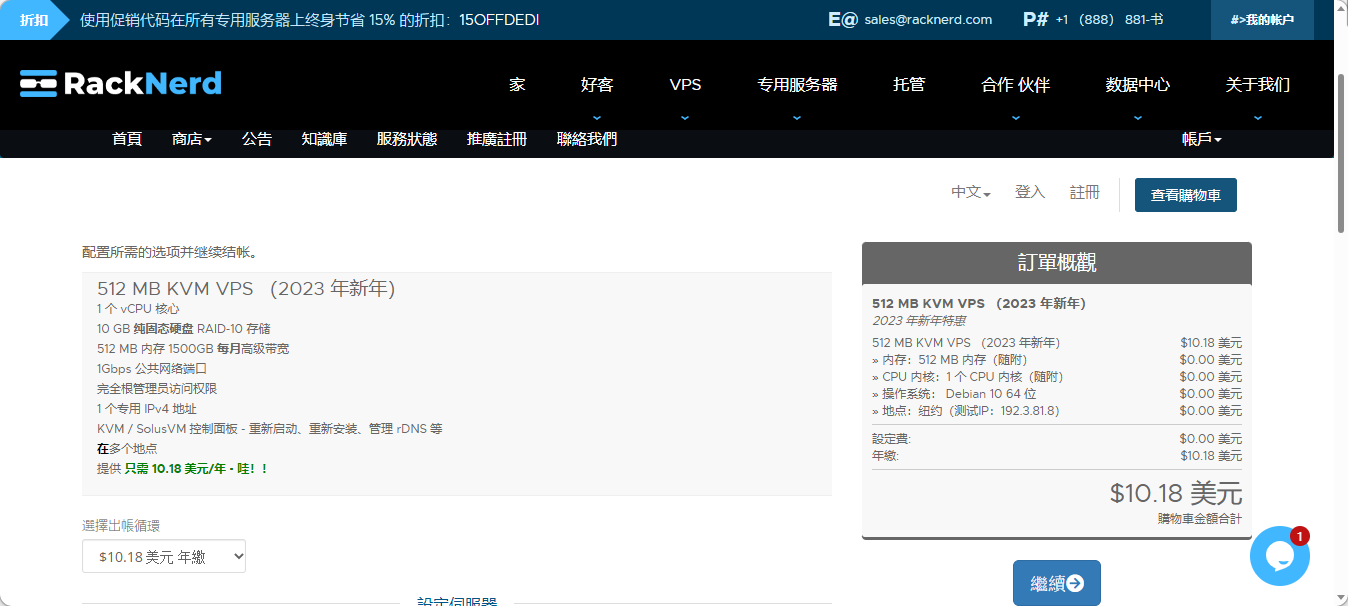 折扣 使用促销代码在所有专用服务器上终身节省 15% 的折扣：15OFFDEDI E@ sales@racknerd.com P# +1 （888） 881-书 #>我的帐户
RackNerd 家 好客 VPS 专用服务器 托管 合作 伙伴 数据中心 关于我们
首頁 商店 公告 知識庫 服務狀態 推廣註冊 聯絡我們 帳戶
中文 登入 註冊 查看購物車
配置所需的选项并继续结帐。
512 MB KVM VPS （2023 年新年）
1 个 vCPU 核心
10 GB 纯固态硬盘 RAID-10 存储
512 MB 内存 1500GB 每月高级带宽
1Gbps 公共网络端口
完全根管理员访问权限
1 个专用 IPv4 地址
KVM / SolusVM 控制面板 - 重新启动、重新安装、管理 rDNS 等
在多个地点
提供 只需 10.18 美元/年 - 哇！！
選擇出帳循環
$10.18 美元 年繳
設定伺服器
訂單概觀
512 MB KVM VPS （2023 年新年）
2023 年新年特惠
512 MB KVM VPS （2023 年新年） $10.18 美元
» 内存：512 MB 内存（随附） $0.00 美元
» CPU 内核：1 个 CPU 内核（随附） $0.00 美元
» 操作系统： Debian 10 64 位 $0.00 美元
» 地点：纽约（测试IP：192.3.81.8） $0.00 美元
設定費: $0.00 美元
年繳: $10.18 美元
$10.18 美元
購物車金額合計
繼續
1